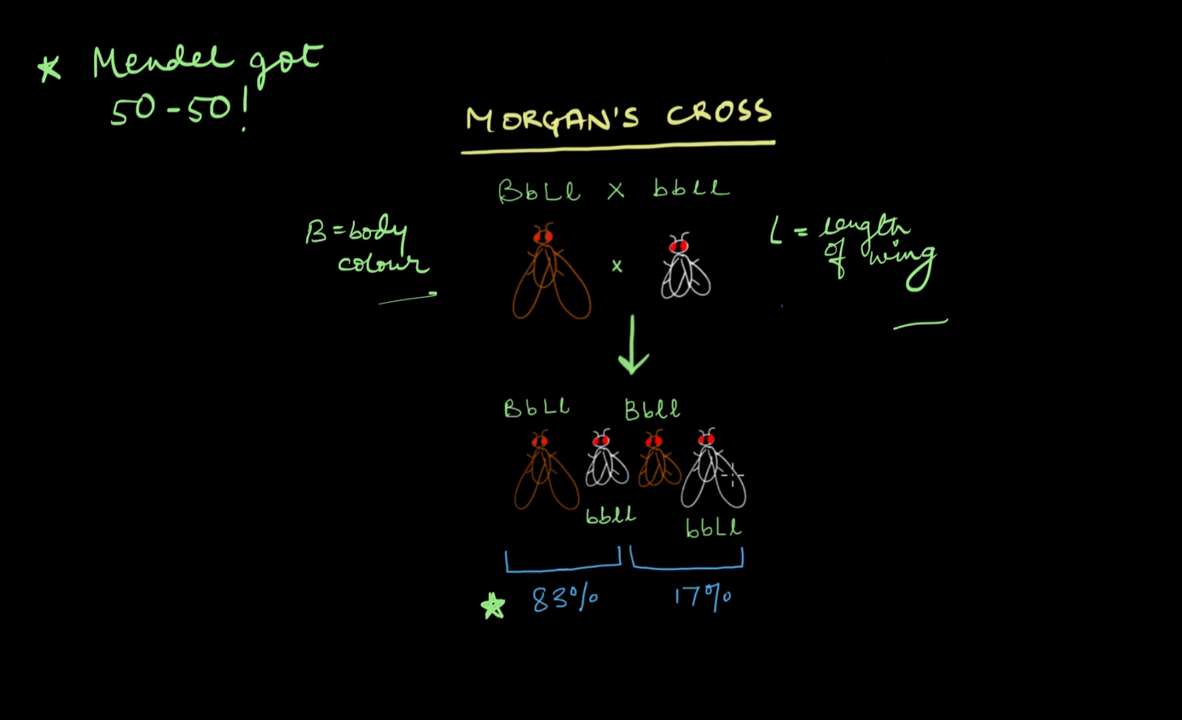 * Mendel got
50-50!
MORGAN'S CROSS
BbLl x bbll
B = body
colour
x
L = length
of wing
BbLl Bbll
bbll
bbLl
* 83% 17%